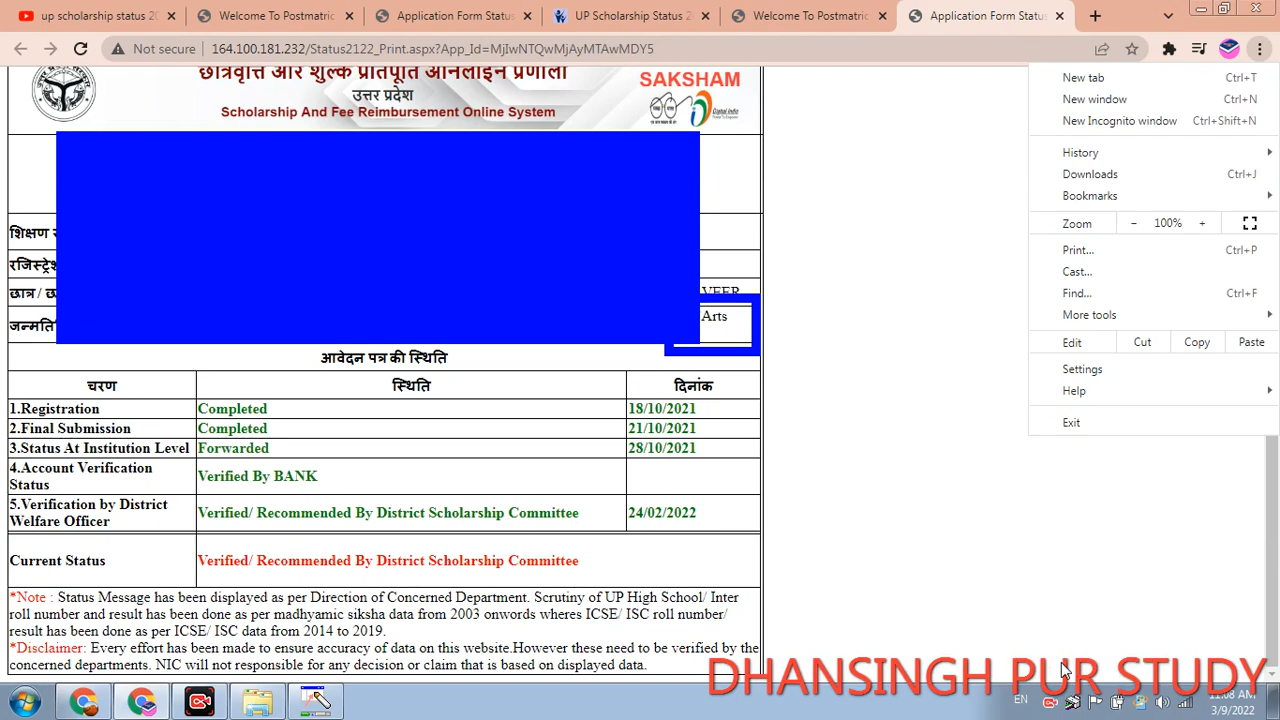 up scholarship status 20
Welcome To Postmatric
Application Form Status
UP Scholarship Status 2
Welcome To Postmatric
Application Form Status
Not secure
164.100.181.232/Status2122_Print.aspx?App_Id=MjIwNTQwMjAyMTAwMDY5
छात्रवृत्ति और शुल्क प्रतिपूर्ति ऑनलाइन प्रणाली
उत्तर प्रदेश
Scholarship And Fee Reimbursement Online System
SAKSHAM
Digital India
New tab Ctrl+T
New window Ctrl+N
New Incognito window Ctrl+Shift+N
History
Downloads Ctrl+J
Bookmarks
Zoom − 100% +
Print... Ctrl+P
Cast...
Find... Ctrl+F
More tools
Edit Cut Copy Paste
Settings
Help
Exit
शिक्षण
VEER
Arts
आवेदन पत्र की स्थिति
चरण स्थिति दिनांक
1.Registration Completed 18/10/2021
2.Final Submission Completed 21/10/2021
3.Status At Institution Level Forwarded 28/10/2021
4.Account Verification
Status
Verified By BANK
5.Verification by District
Welfare Officer
Verified/ Recommended By District Scholarship Committee 24/02/2022
Current Status Verified/ Recommended By District Scholarship Committee
*Note : Status Message has been displayed as per Direction of Concerned Department. Scrutiny of UP High School/ Inter
roll number and result has been done as per madhyamic siksha data from 2003 onwords wheres ICSE/ ISC roll number/
result has been done as per ICSE/ ISC data from 2014 to 2019.
*Disclaimer: Every effort has been made to ensure accuracy of data on this website.However these need to be verified by the
concerned departments. NIC will not responsible for any decision or claim that is based on displayed data.
DHANSINGH PUR STUDY
EN
11:08 AM
3/9/2022